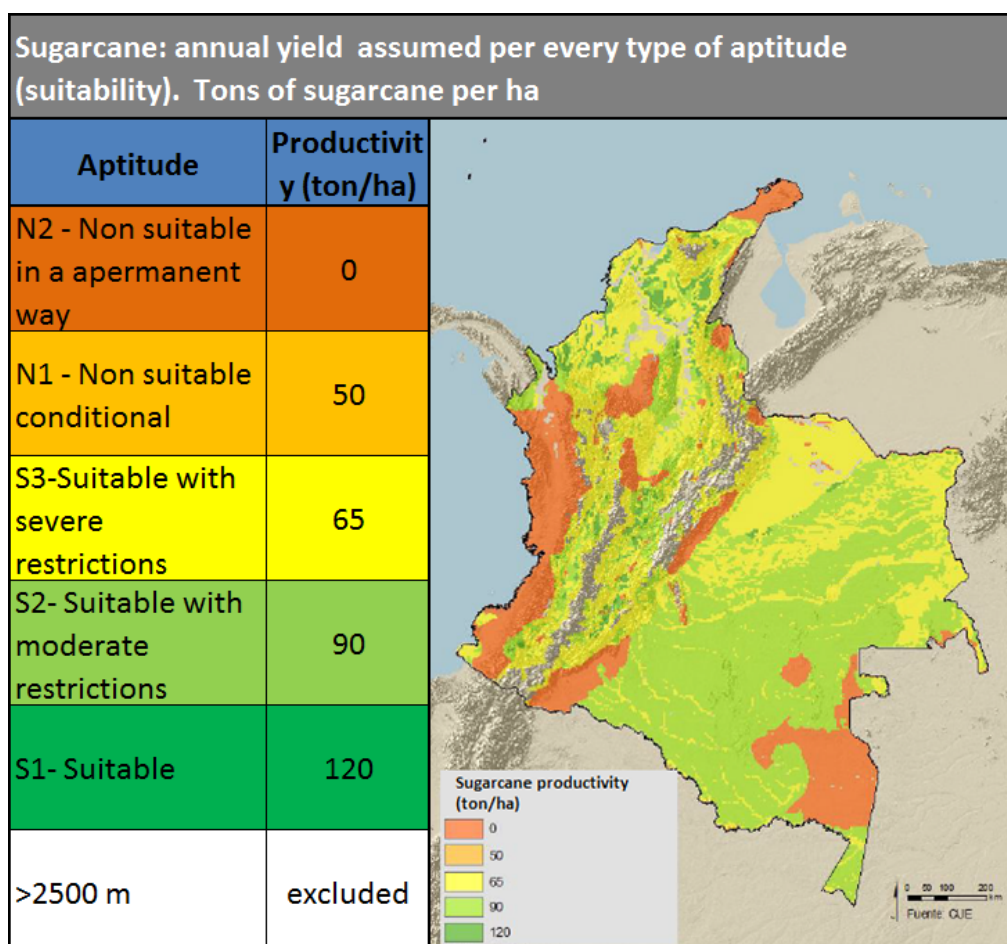 Sugarcane: annual yield  assumed per every type of aptitude
(suitability).  Tons of sugarcane per ha
Aptitude
Productivit
y (ton/ha)
N2 - Non suitable
in a apermanent
way
0
N1 - Non suitable
conditional
50
S3-Suitable with
severe
restrictions
65
S2- Suitable with
moderate
restrictions
90
S1- Suitable
120
>2500 m
excluded
Sugarcane productivity
(ton/ha)
0
50
65
90
120
0 50 100 200
km
Fuente: CUE